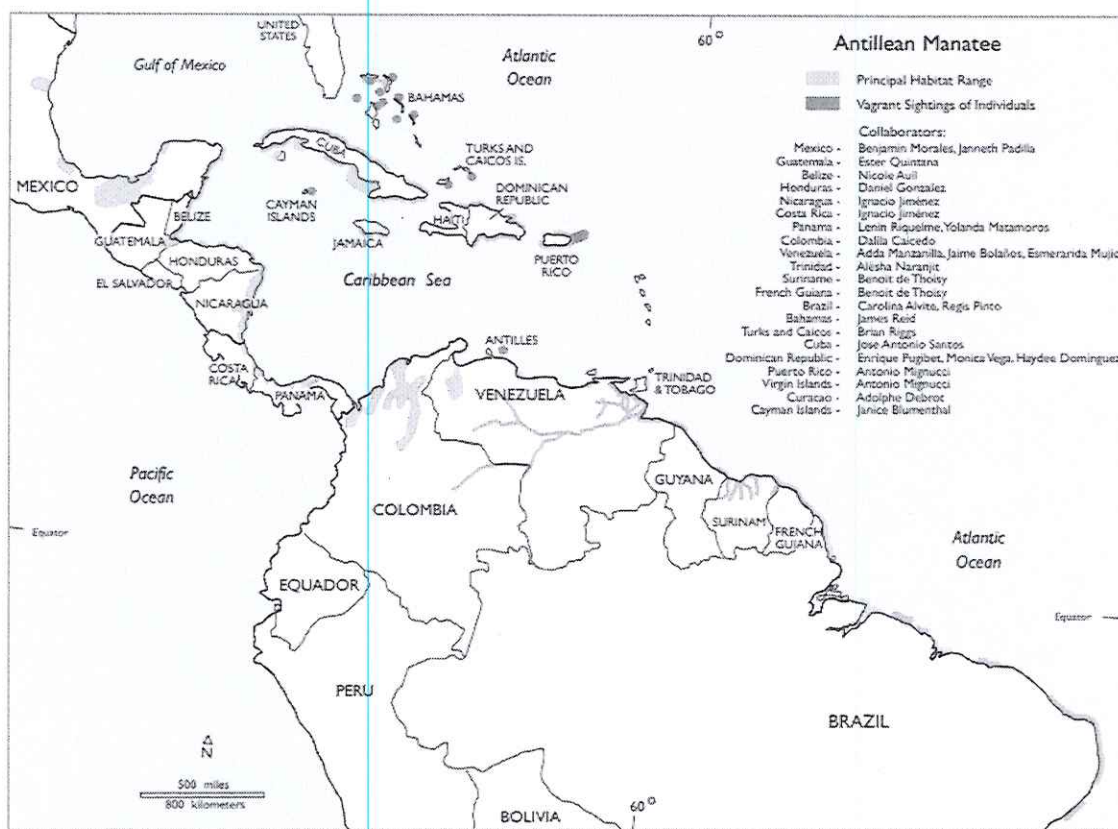 UNITED
STATES
Gulf of Mexico
Atlantic
Ocean
60°
BAHAMAS
CUBA
TURKS AND
CAICOS IS.
MEXICO
CAYMAN
ISLANDS
DOMINICAN
REPUBLIC
HAITI
BELIZE
JAMAICA
PUERTO
RICO
GUATEMALA
HONDURAS
Caribbean Sea
EL SALVADOR
NICARAGUA
ANTILLES
COSTA
RICA
PANAMA
VENEZUELA
TRINIDAD
& TOBAGO
Pacific
Ocean
COLOMBIA
GUYANA
SURINAM
FRENCH
GUIANA
Atlantic
Ocean
Equator
EQUADOR
Equator
PERU
BRAZIL
N
500 miles
800 kilometers
BOLIVIA
60°
Antillean Manatee
Principal Habitat Range
Vagrant Sightings of Individuals
Collaborators:
Mexico - Benjamin Morales, Janneth Padilla
Guatemala - Ester Quintana
Belize - Nicole Auil
Honduras - Daniel Gonzalez
Nicaragua - Ignacio Jiménez
Costa Rica - Ignacio Jiménez
Panama - Lenin Riquelme, Yolanda Matamoros
Colombia - Dalila Caicedo
Venezuela - Adda Manzanilla, Jaime Bolaños, Esmeranda Mujic
Trinidad - Alesha Naranjit
Suriname - Benoit de Thoisy
French Guiana - Benoit de Thoisy
Brazil - Carolina Alvite, Regis Pinto
Bahamas - James Reid
Turks and Caicos - Brian Riggs
Cuba - Jose Antonio Santos
Dominican Republic - Enrique Pugibet, Monica Vega, Haydee Dominguez
Puerto Rico - Antonio Mignucci
Virgin Islands - Antonio Mignucci
Curacao - Adolphe Debrot
Cayman Islands - Janice Blumenthal